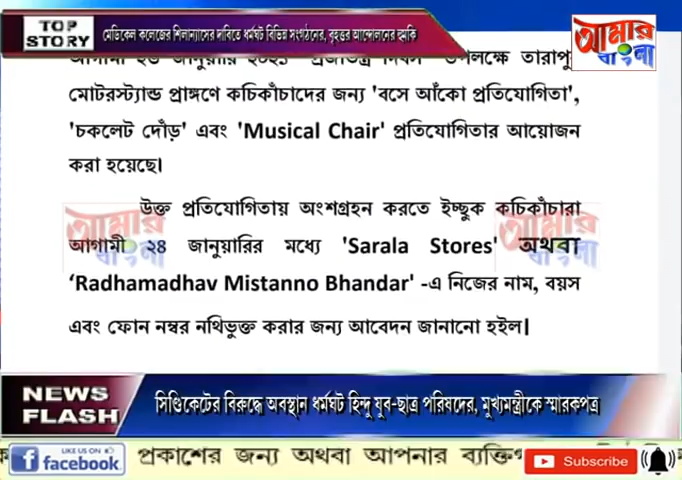 TOP STORY
মেডিকেল কলেজের শিলান্যাসের দাবিতে ধর্মঘট বিভিন্ন সংগঠনের, বৃহত্তর আন্দোলনের হুমকি
আমার বাংলা
উপলক্ষে তারাপুর
মোটরস্ট্যান্ড প্রাঙ্গণে কচিকাঁচাদের জন্য 'বসে আঁকো প্রতিযোগিতা',
'চকলেট দৌঁড়' এবং 'Musical Chair' প্রতিযোগিতার আয়োজন
করা হয়েছে।
উক্ত প্রতিযোগিতায় অংশগ্রহন করতে ইচ্ছুক কচিকাঁচারা
আগামী ২৪ জানুয়ারির মধ্যে 'Sarala Stores' অথবা
‘Radhamadhav Mistanno Bhandar' -এ নিজের নাম, বয়স
এবং ফোন নম্বর নথিভুক্ত করার জন্য আবেদন জানানো হইল।
আমার বাংলা
আমার বাংলা
NEWS FLASH
সিণ্ডিকেটের বিরুদ্ধে অবস্থান ধর্মঘট হিন্দু যুব-ছাত্র পরিষদের, মুখ্যমন্ত্রীকে স্মারকপত্র
LIKE US ON
facebook
প্রকাশের জন্য অথবা আপনার
Subscribe